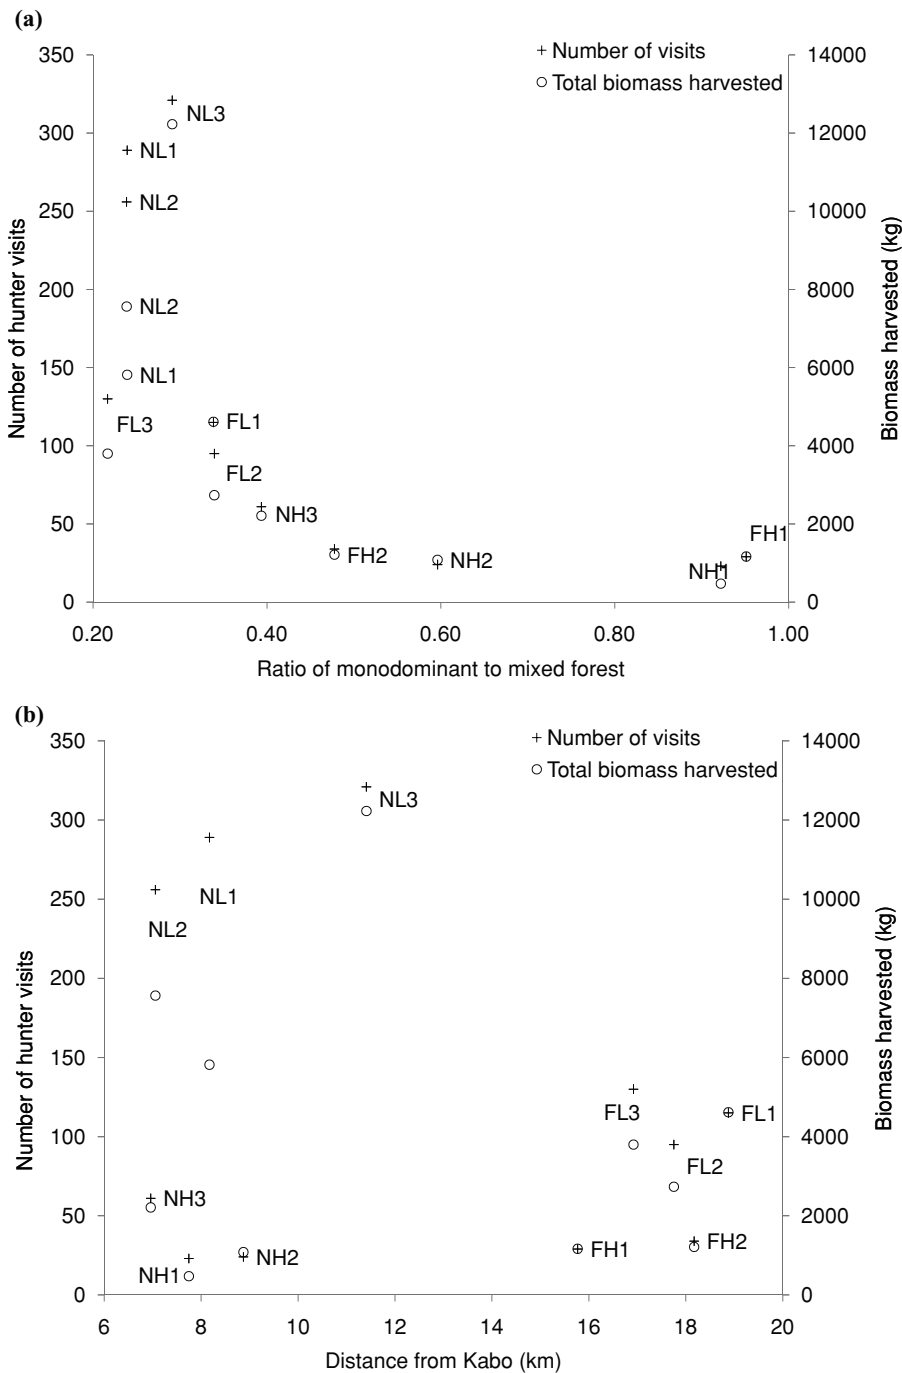 (a)
350
300
250
200
150
100
50
0
Number of hunter visits
+ Number of visits
○ Total biomass harvested
14000
12000
10000
8000
6000
4000
2000
0
Biomass harvested (kg)
NL3
NL1
NL2
NL2
NL1
FL3
FL1
FL2
NH3
FH2
NH2
FH1
NH1
0.20 0.40 0.60 0.80 1.00
Ratio of monodominant to mixed forest
(b)
350
300
250
200
150
100
50
0
Number of hunter visits
+ Number of visits
○ Total biomass harvested
14000
12000
10000
8000
6000
4000
2000
0
Biomass harvested (kg)
NL3
NL1
NL2
FL3
FL1
FL2
NH3
FH2
FH1
NH2
NH1
6 8 10 12 14 16 18 20
Distance from Kabo (km)